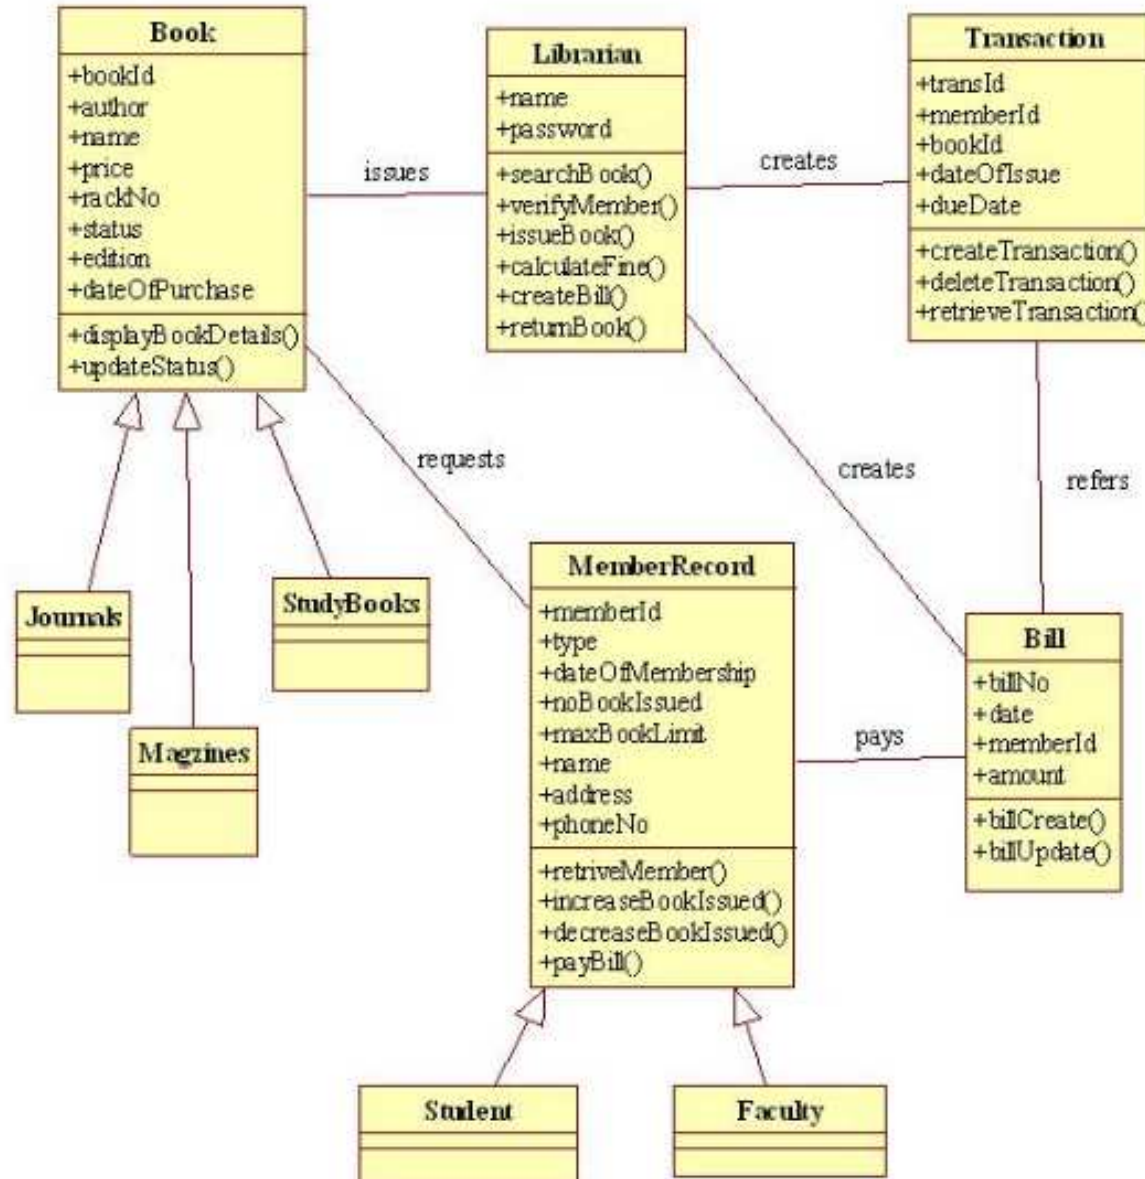 Book
+bookId
+author
+name
+price
+rackNo
+status
+edition
+dateOfPurchase
+displayBookDetails()
+updateStatus()
issues
Librarian
+name
+password
+searchBook()
+verifyMember()
+issueBook()
+calculateFine()
+createBill()
+returnBook()
creates
Transaction
+transId
+memberId
+bookId
+dateOfIssue
+dueDate
+createTransaction()
+deleteTransaction()
+retrieveTransaction()
requests
creates
refers
Journals
Magzines
StudyBooks
MemberRecord
+memberId
+type
+dateOfMembership
+noBookIssued
+maxBookLimit
+name
+address
+phoneNo
+retriveMember()
+increaseBookIssued()
+decreaseBookIssued()
+payBill()
pays
Bill
+billNo
+date
+memberId
+amount
+billCreate()
+billUpdate()
Student
Faculty